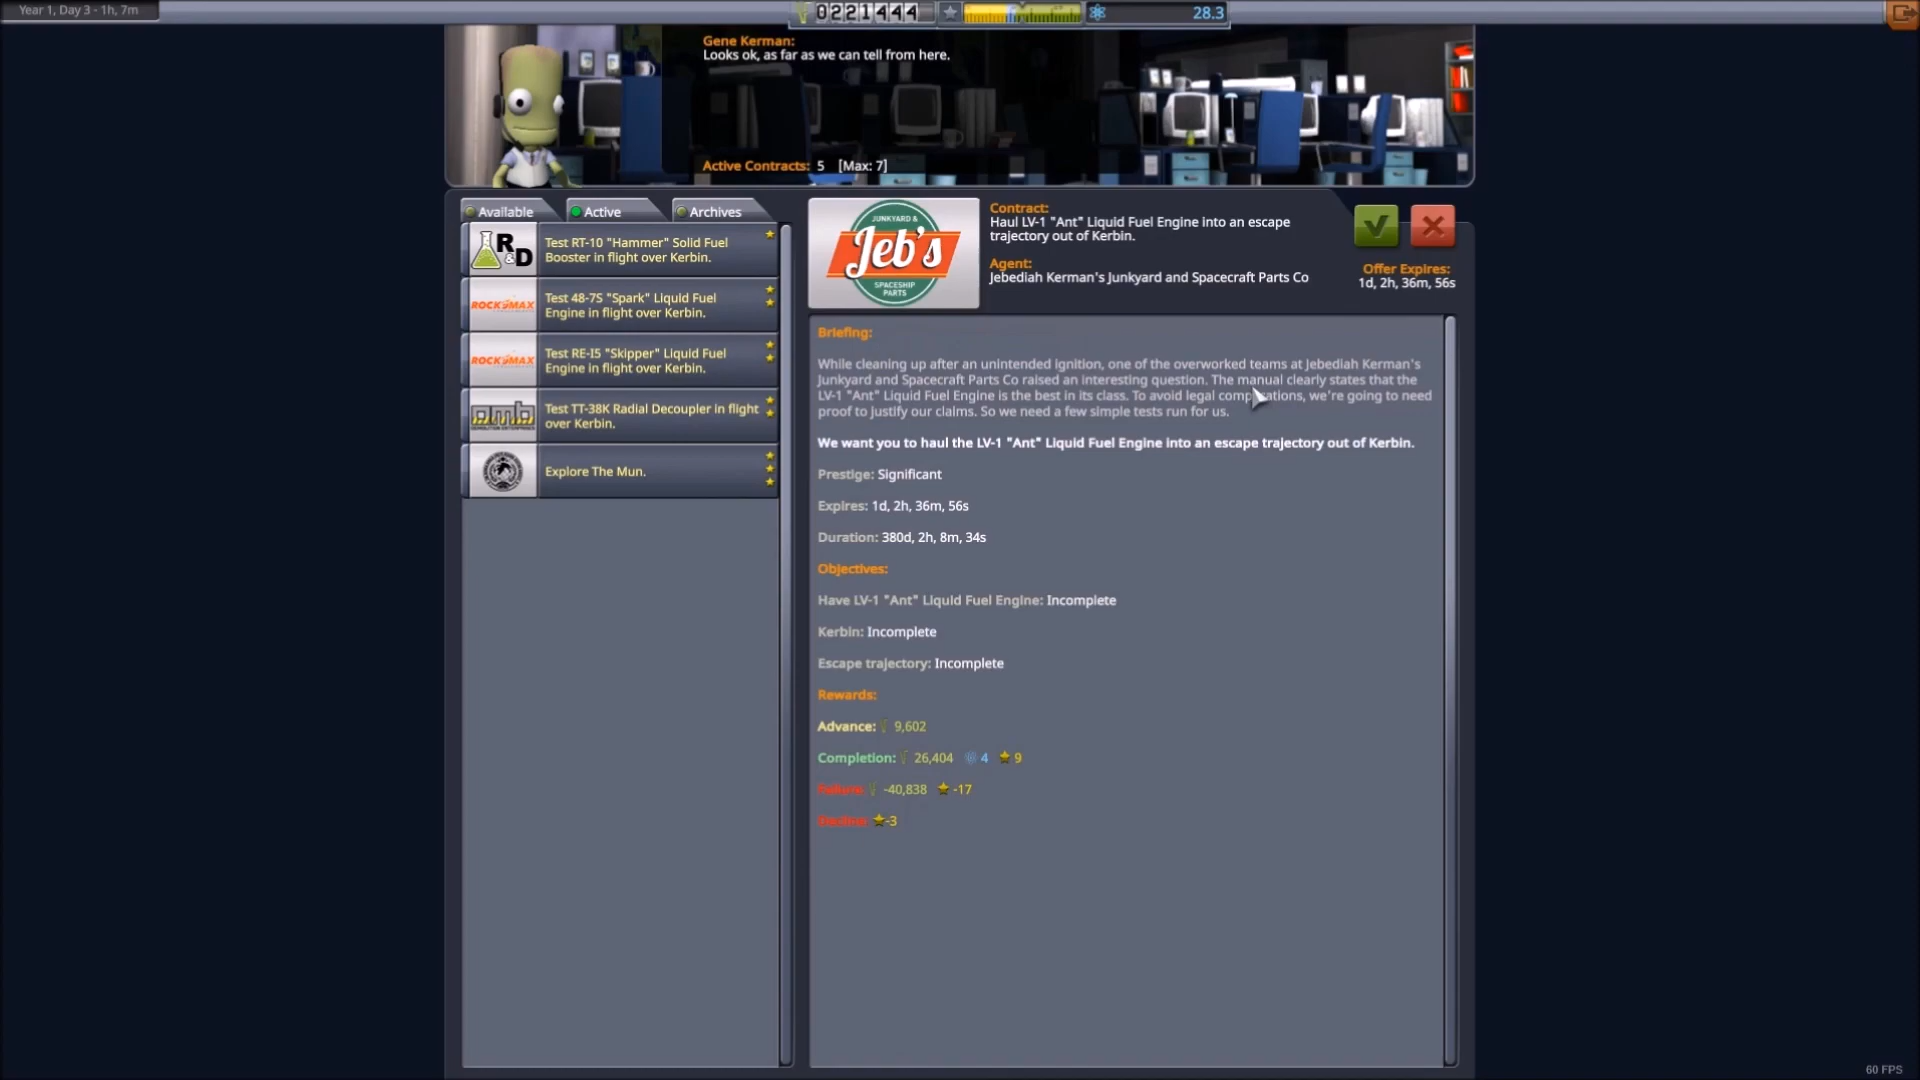 Year 1, Day 3 - 1h, 7m
0221444
28.3
Gene Kerman:
Looks ok, as far as we can tell from here.
Active Contracts: 5 [Max: 7]
Available
Active
Archives
R&D
Test RT-10 "Hammer" Solid Fuel
Booster in flight over Kerbin.
ROCKOMAX
Test 48-7S "Spark" Liquid Fuel
Engine in flight over Kerbin.
ROCKOMAX
Test RE-I5 "Skipper" Liquid Fuel
Engine in flight over Kerbin.
Test TT-38K Radial Decoupler in flight
over Kerbin.
Explore The Mun.
JUNKYARD &
Jeb's
SPACESHIP
PARTS
Contract:
Haul LV-1 "Ant" Liquid Fuel Engine into an escape
trajectory out of Kerbin.
Agent:
Jebediah Kerman's Junkyard and Spacecraft Parts Co
Offer Expires:
1d, 2h, 36m, 56s
Briefing:
While cleaning up after an unintended ignition, one of the overworked teams at Jebediah Kerman's
Junkyard and Spacecraft Parts Co raised an interesting question. The manual clearly states that the
LV-1 "Ant" Liquid Fuel Engine is the best in its class. To avoid legal complications, we're going to need
proof to justify our claims. So we need a few simple tests run for us.
We want you to haul the LV-1 "Ant" Liquid Fuel Engine into an escape trajectory out of Kerbin.
Prestige: Significant
Expires: 1d, 2h, 36m, 56s
Duration: 380d, 2h, 8m, 34s
Objectives:
Have LV-1 "Ant" Liquid Fuel Engine: Incomplete
Kerbin: Incomplete
Escape trajectory: Incomplete
Rewards:
Advance: 9,602
Completion: 26,404 4 9
Failure: -40,838 -17
Decline: -3
60 FPS